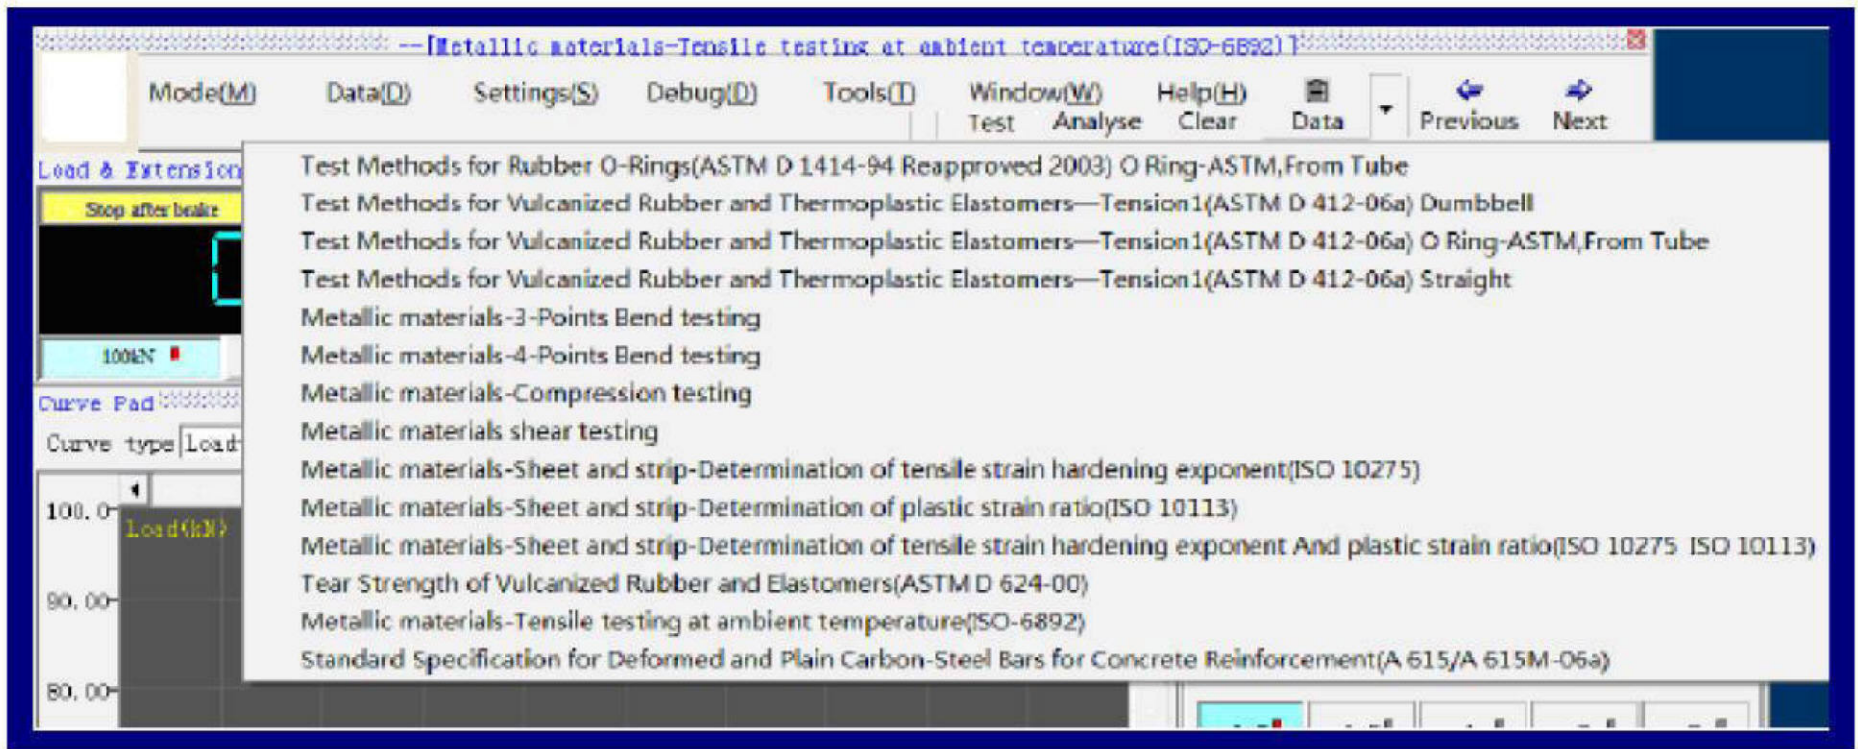 --[Metallic materials-Tensile testing at ambient temperature(ISO-6892)]
Mode(M) Data(D) Settings(S) Debug(D) Tools(T) Window(W) Help(H)
Test Analyse Clear Data Previous Next
Load & Extension
Stop after brake
100kN
Curve Pad
Curve type Load
100.0
Load(kN)
90.00
80.00
Test Methods for Rubber O-Rings(ASTM D 1414-94 Reapproved 2003) O Ring-ASTM,From Tube
Test Methods for Vulcanized Rubber and Thermoplastic Elastomers—Tension1(ASTM D 412-06a) Dumbbell
Test Methods for Vulcanized Rubber and Thermoplastic Elastomers—Tension1(ASTM D 412-06a) O Ring-ASTM,From Tube
Test Methods for Vulcanized Rubber and Thermoplastic Elastomers—Tension1(ASTM D 412-06a) Straight
Metallic materials-3-Points Bend testing
Metallic materials-4-Points Bend testing
Metallic materials-Compression testing
Metallic materials shear testing
Metallic materials-Sheet and strip-Determination of tensile strain hardening exponent(ISO 10275)
Metallic materials-Sheet and strip-Determination of plastic strain ratio(ISO 10113)
Metallic materials-Sheet and strip-Determination of tensile strain hardening exponent And plastic strain ratio(ISO 10275 ISO 10113)
Tear Strength of Vulcanized Rubber and Elastomers(ASTM D 624-00)
Metallic materials-Tensile testing at ambient temperature(ISO-6892)
Standard Specification for Deformed and Plain Carbon-Steel Bars for Concrete Reinforcement(A 615/A 615M-06a)